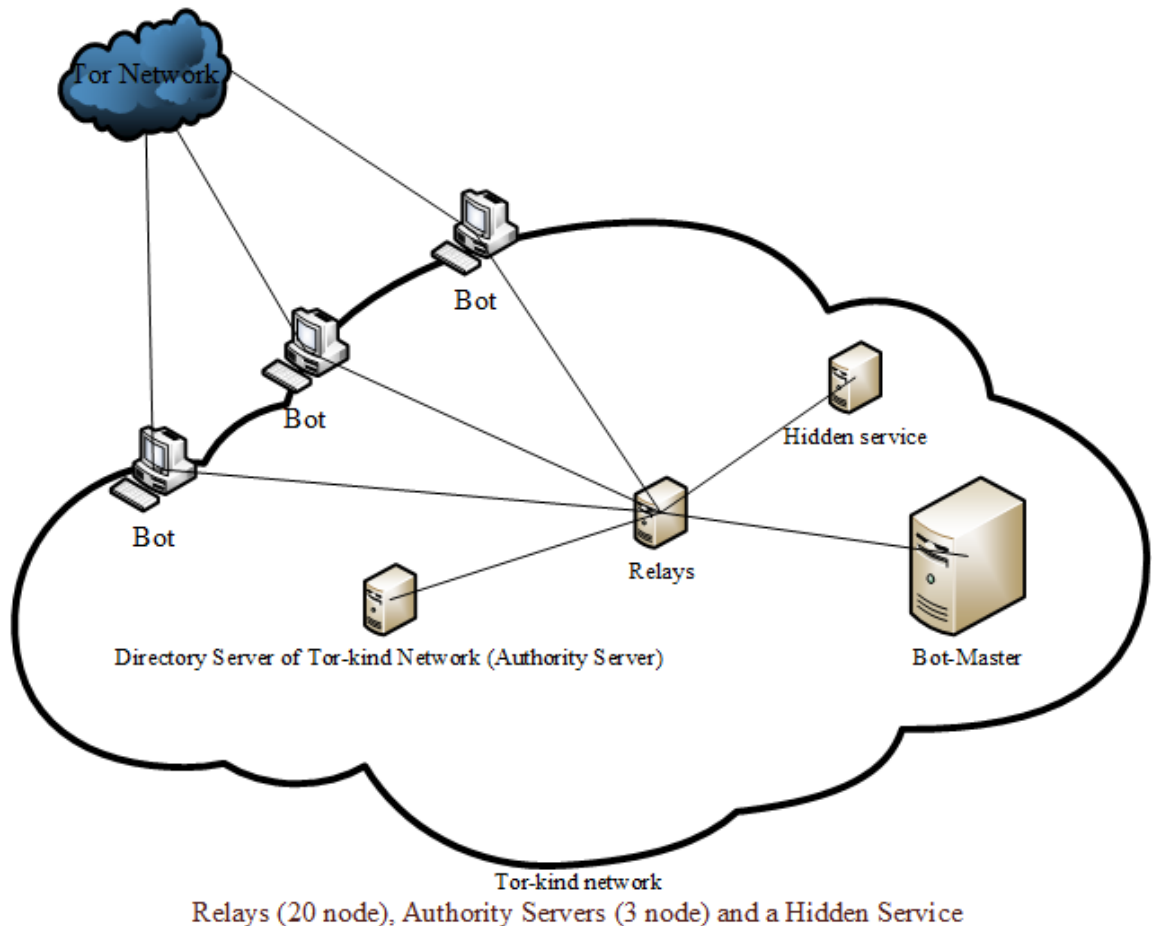 Tor Network
Bot
Bot
Hidden service
Bot
Relays
Directory Server of Tor-kind Network (Authority Server)
Bot-Master
Tor-kind network
Relays (20 node), Authority Servers (3 node) and a Hidden Service